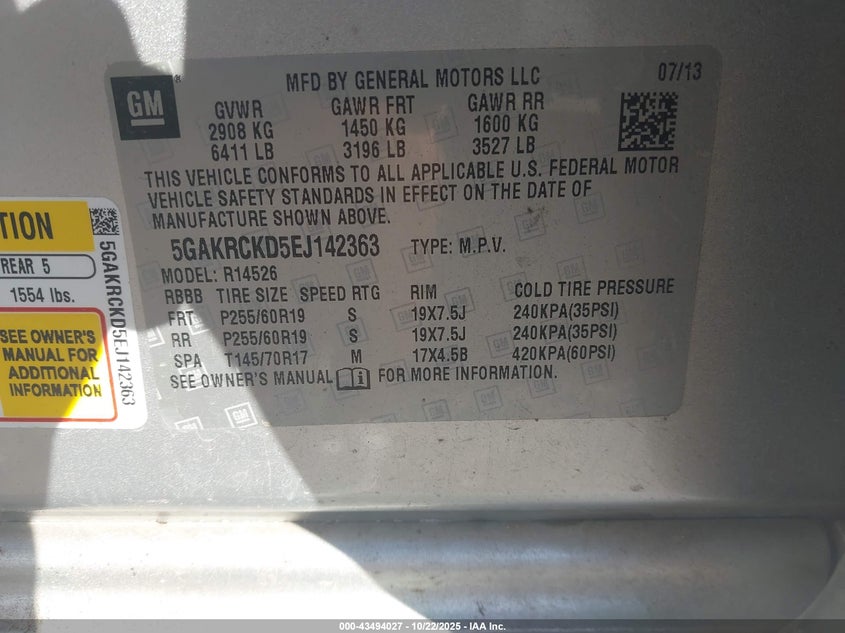 GM
®
MFD BY GENERAL MOTORS LLC
07/13
GVWR GAWR FRT GAWR RR
2908 KG 1450 KG 1600 KG
6411 LB 3196 LB 3527 LB
THIS VEHICLE CONFORMS TO ALL APPLICABLE U.S. FEDERAL MOTOR
VEHICLE SAFETY STANDARDS IN EFFECT ON THE DATE OF
MANUFACTURE SHOWN ABOVE.
5GAKRCKD5EJ142363 TYPE: M.P.V.
MODEL: R14526
RBBB TIRE SIZE SPEED RTG RIM COLD TIRE PRESSURE
FRT P255/60R19 S 19X7.5J 240KPA(35PSI)
RR P255/60R19 S 19X7.5J 240KPA(35PSI)
SPA T145/70R17 M 17X4.5B 420KPA(60PSI)
SEE OWNER'S MANUAL i FOR MORE INFORMATION.
TION
REAR 5
1554 lbs.
SEE OWNER'S
MANUAL FOR
ADDITIONAL
INFORMATION
5GAKRCKD5EJ142363
000-43494027 - 10/22/2025 - IAA Inc.